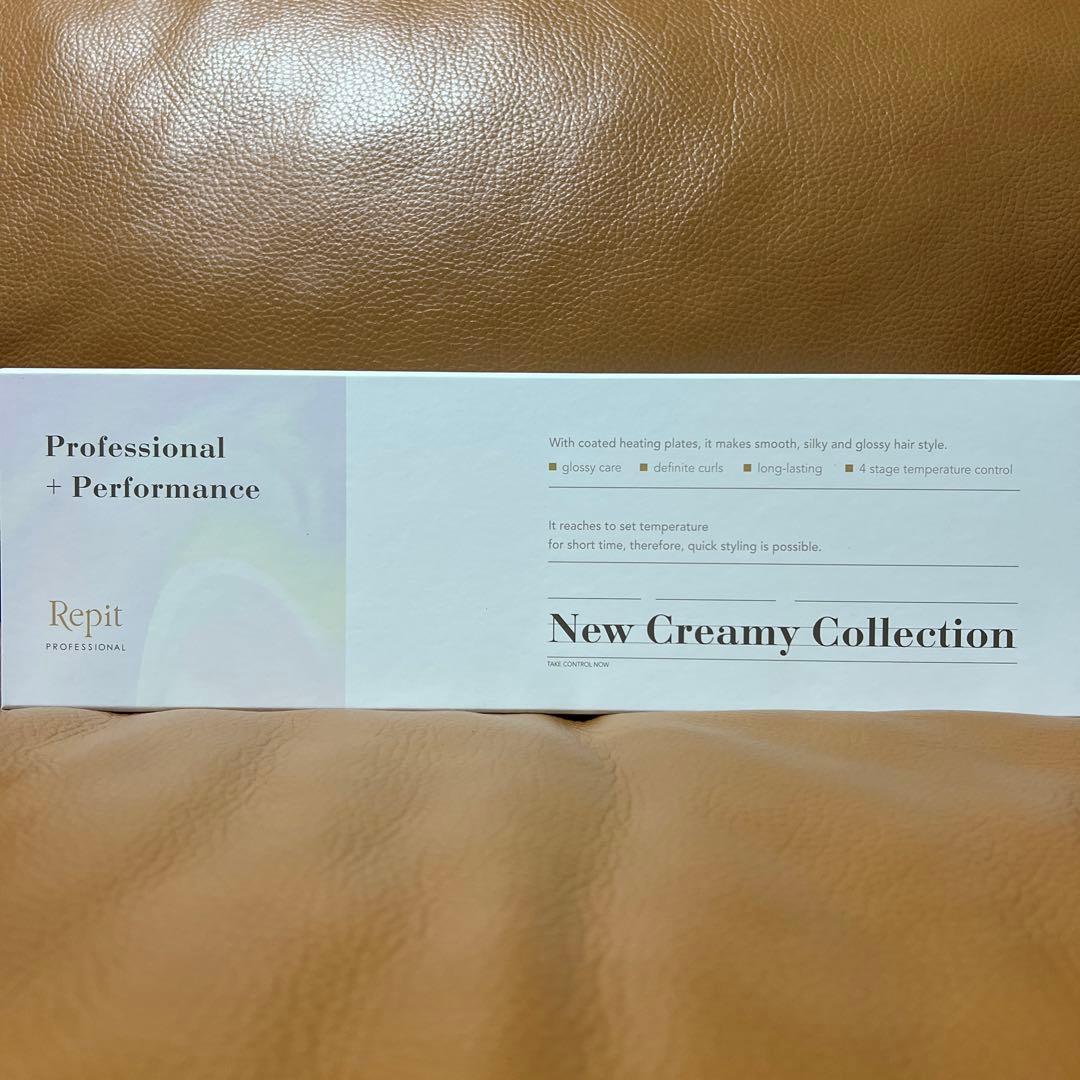 Professional
+ Performance
Repit
PROFESSIONAL
With coated heating plates, it makes smooth, silky and glossy hair style.
glossy care definite curls long-lasting 4 stage temperature control
It reaches to set temperature
for short time, therefore, quick styling is possible.
New Creamy Collection
TAKE CONTROL NOW